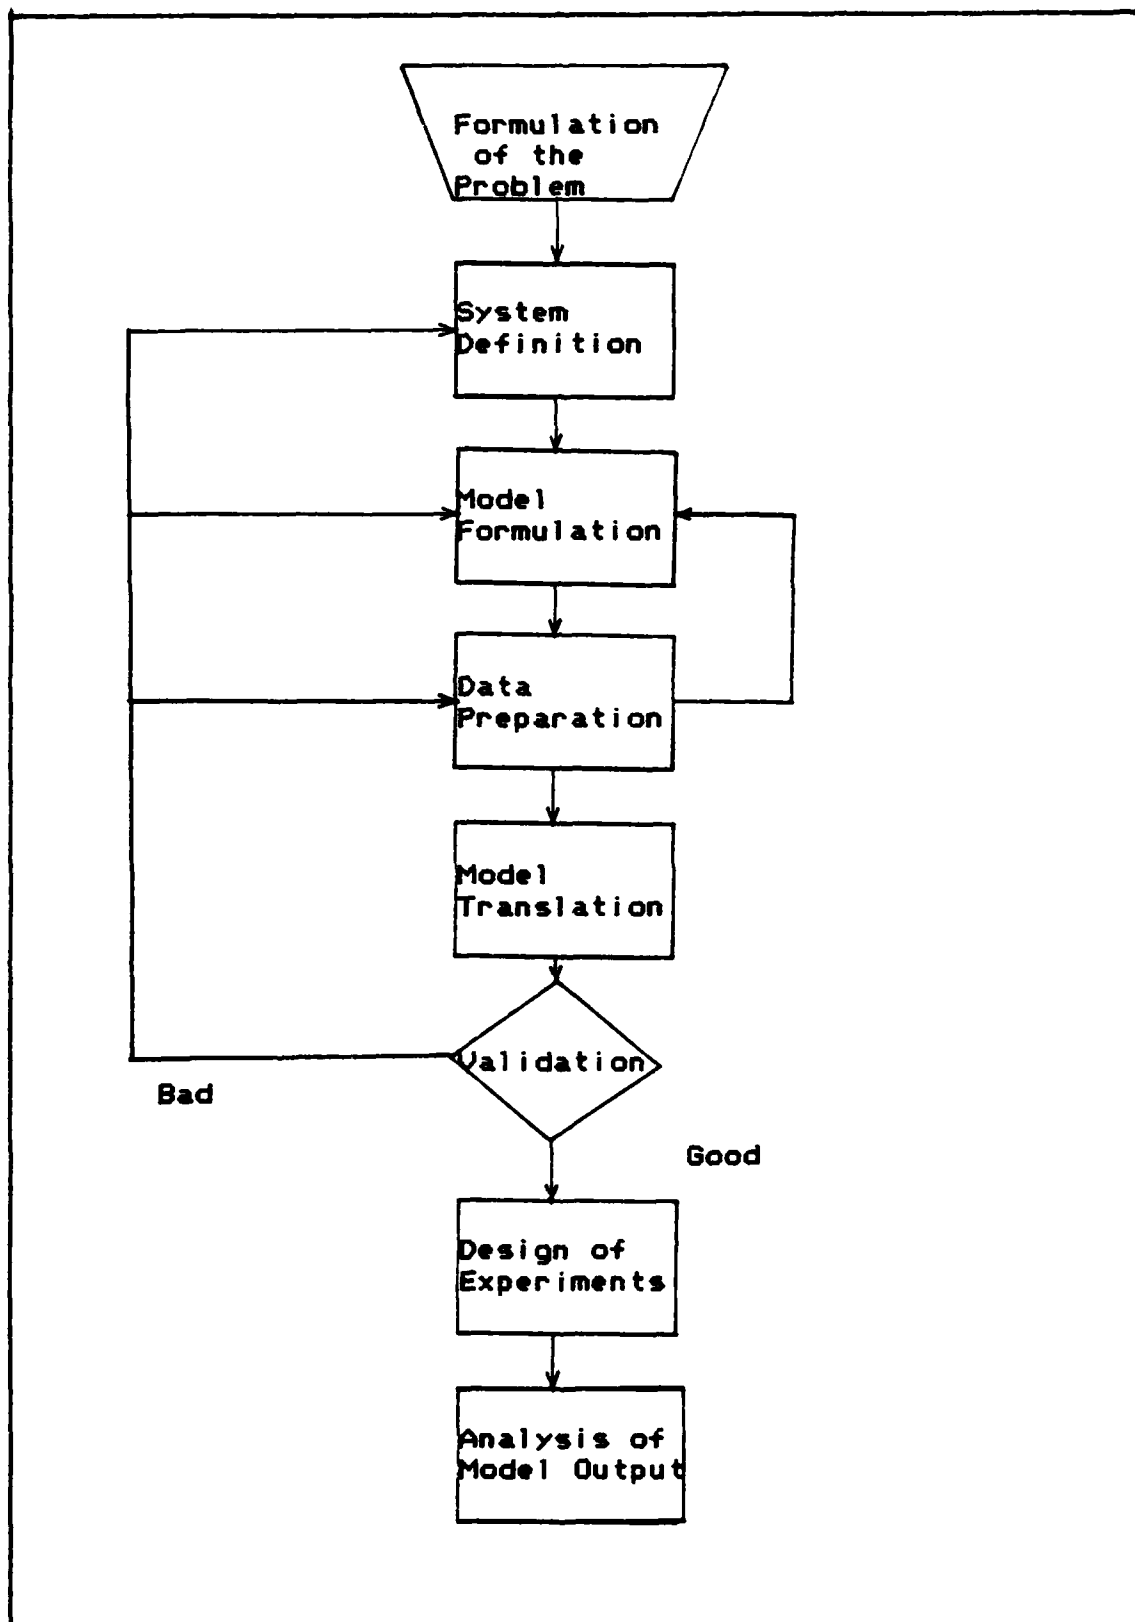 Formulation
of the
Problem
System
Definition
Model
Formulation
Data
Preparation
Model
Translation
Validation
Bad
Good
Design of
Experiments
Analysis of
Model Output